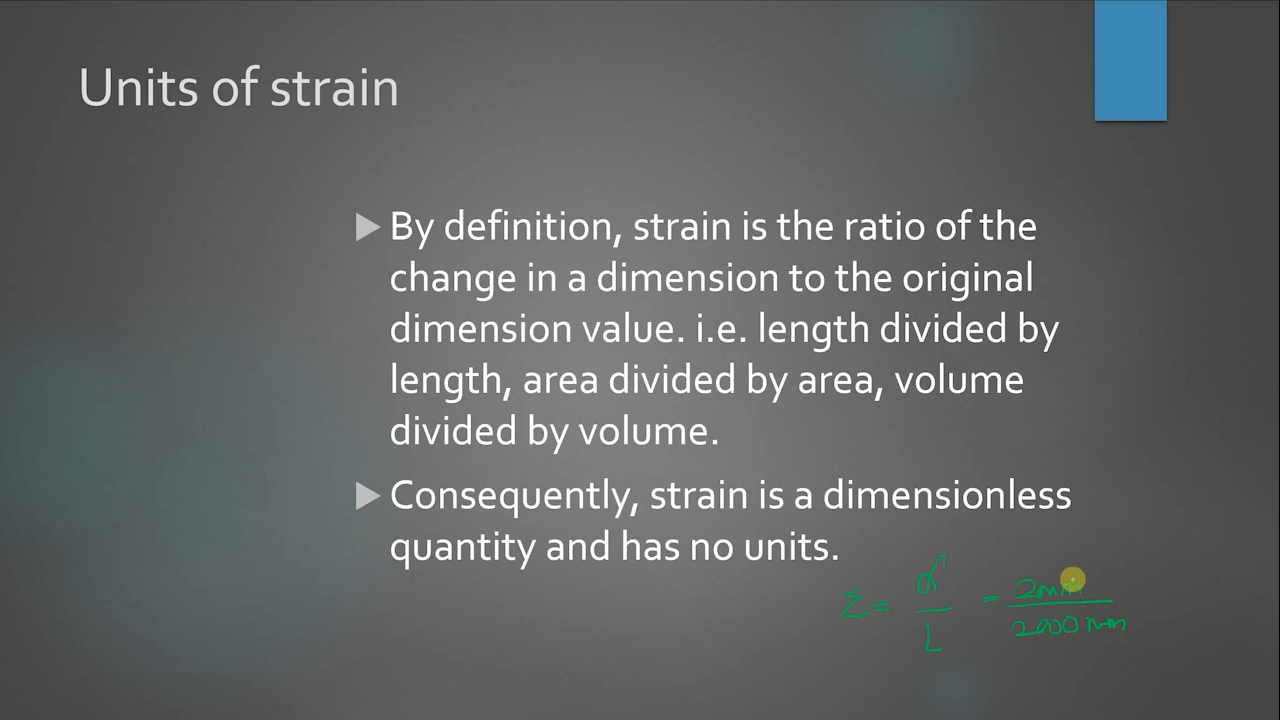 Units of strain
By definition, strain is the ratio of the
change in a dimension to the original
dimension value. i.e. length divided by
length, area divided by area, volume
divided by volume.
Consequently, strain is a dimensionless
quantity and has no units.
ε = δ/L = 2mm/2000 mm